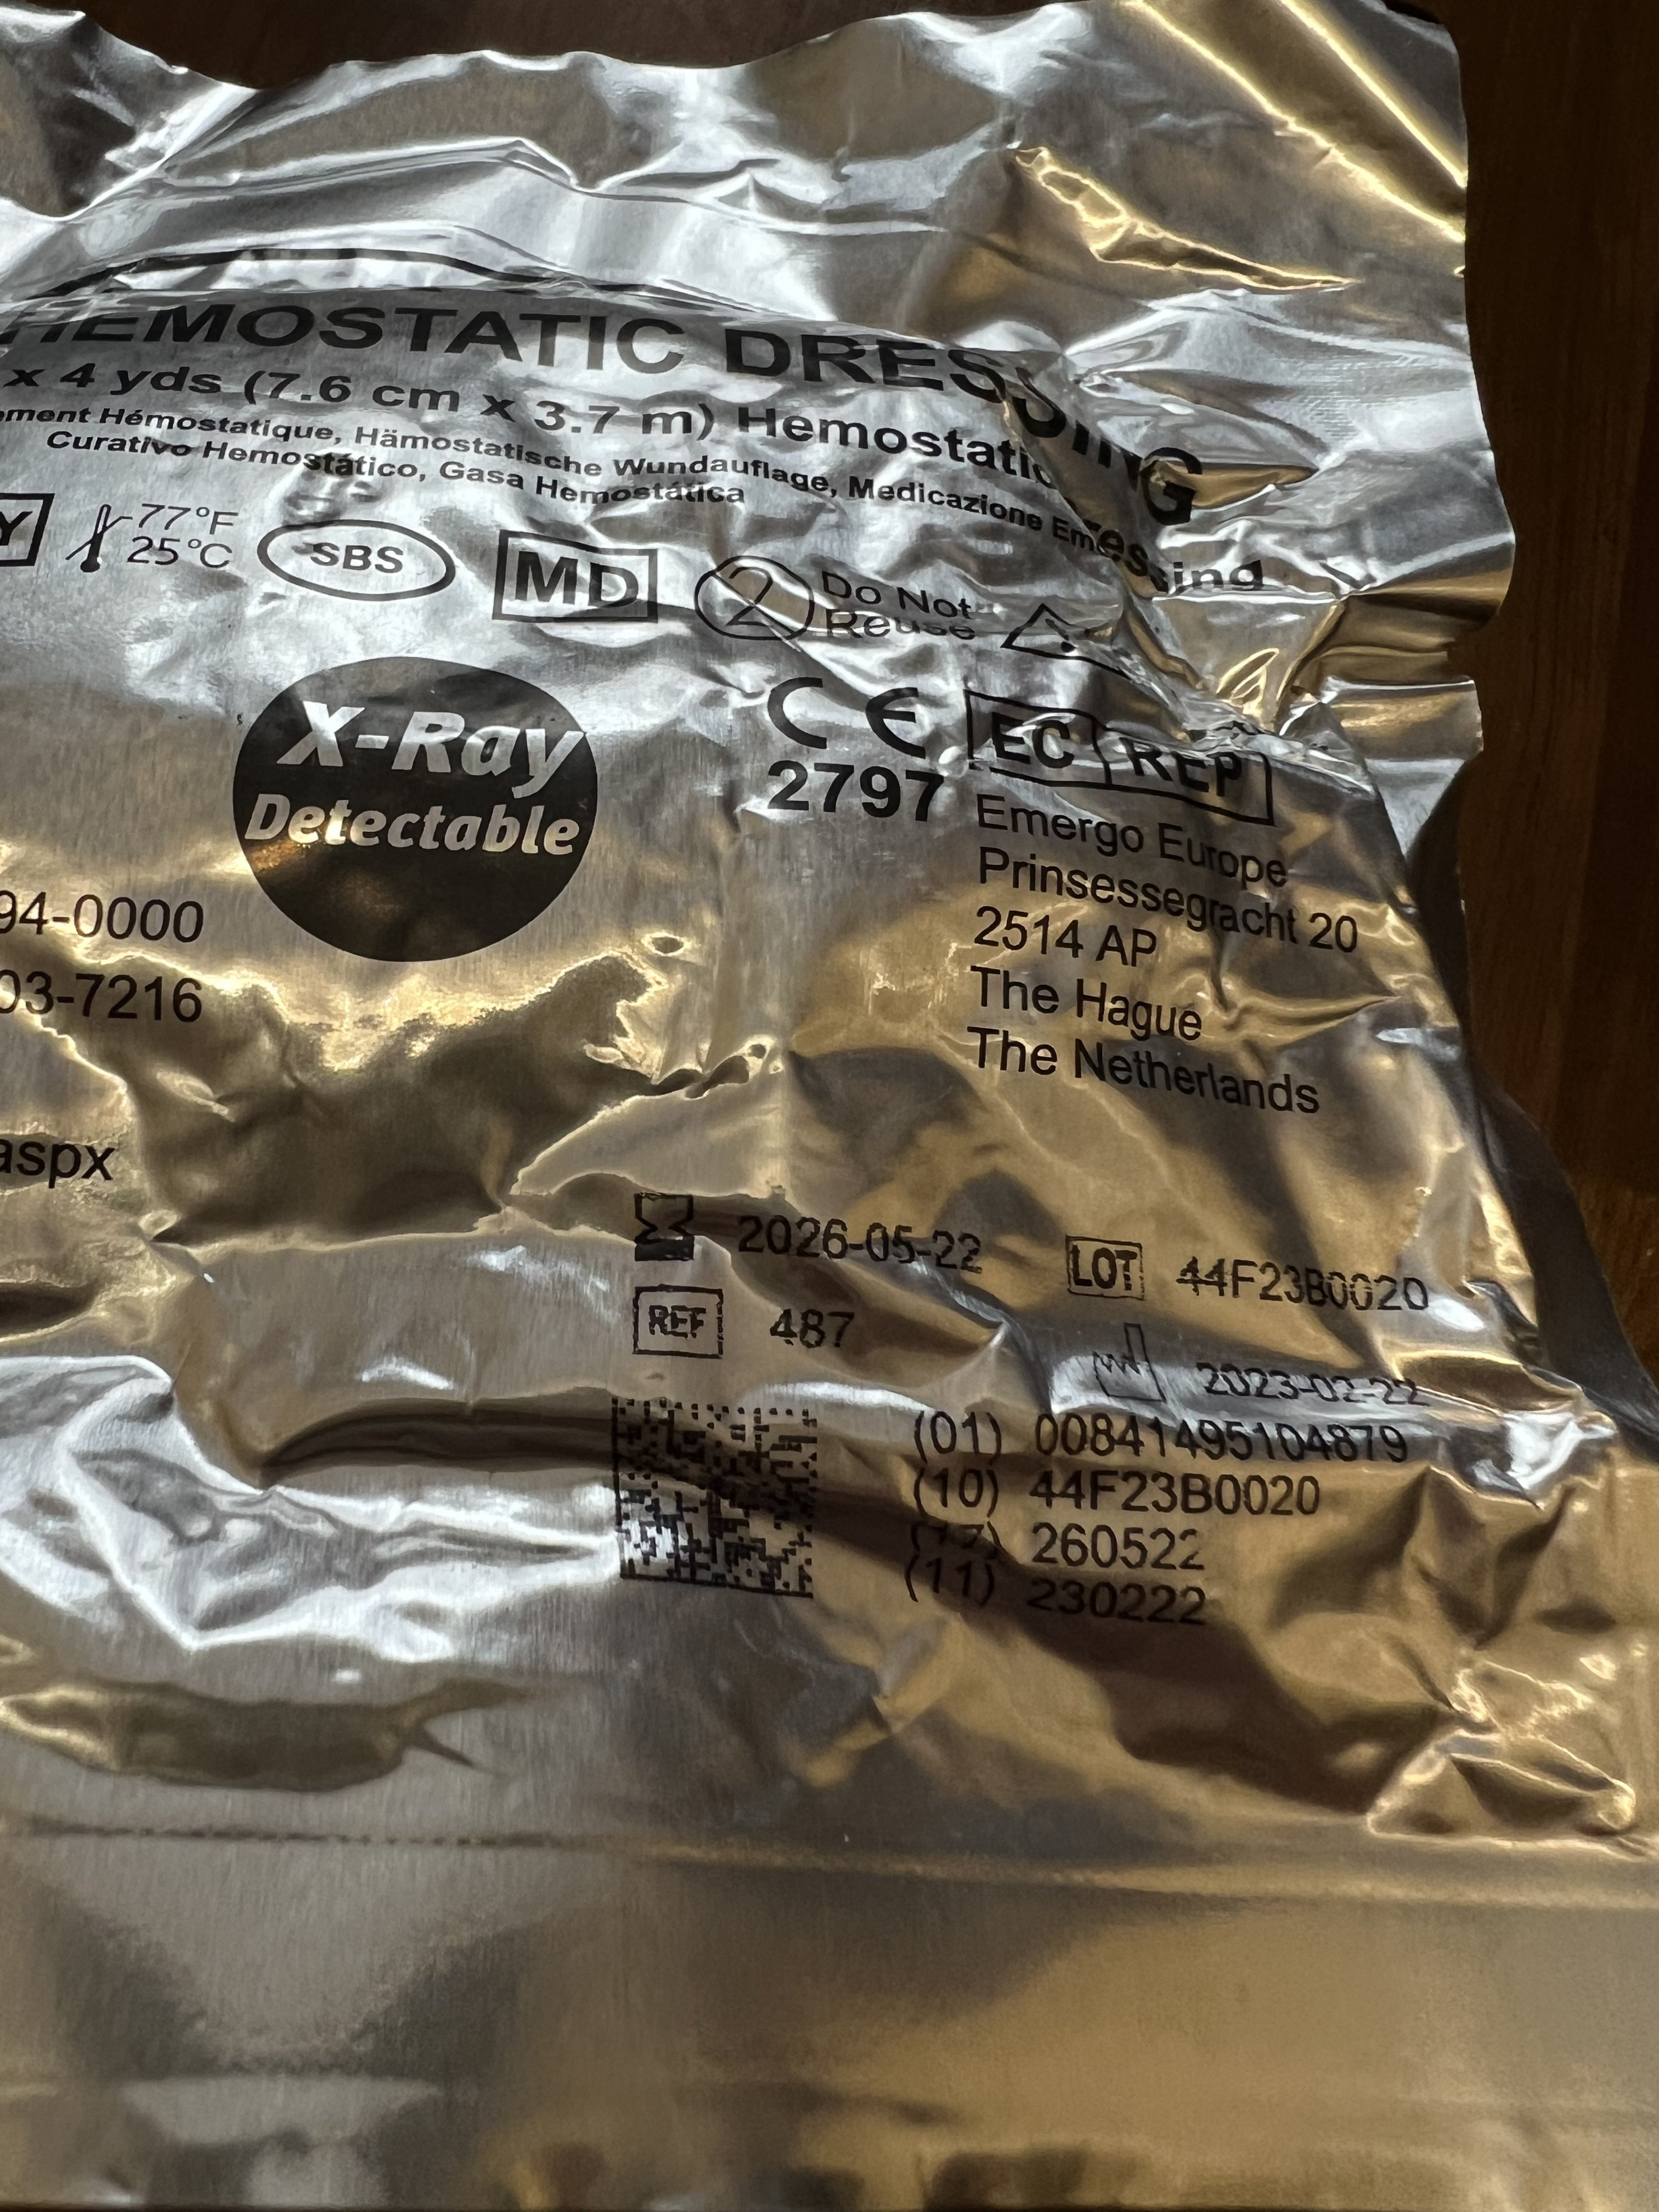 HEMOSTATIC DRESSING
x 4 yds (7.6 cm x 3.7 m) Hemostatic
Hémostatique, Hämostatische Wundauflage, Medicazione
Curativo Hemostático, Gasa Hemostática
Y 77°F
25°C
SBS
MD
2 Do Not
Reuse
X-Ray
Detectable
CE
2797
EC REP
Emergo Europe
Prinsessegracht 20
2514 AP
The Hague
The Netherlands
94-0000
03-7216
aspx
2026-05-22
LOT 44F23B0020
REF 487
2023-02-22
(01) 00841495104879
(10) 44F23B0020
(17) 260522
(11) 230222